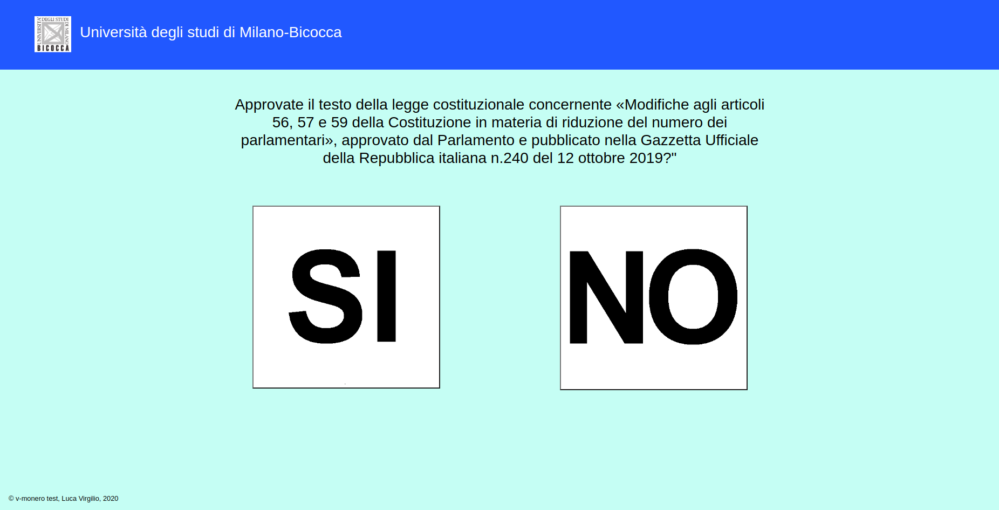 UNIVERSITA' DEGLI STUDI DI MILANO
BICOCCA
Università degli studi di Milano-Bicocca
Approvate il testo della legge costituzionale concernente «Modifiche agli articoli
56, 57 e 59 della Costituzione in materia di riduzione del numero dei
parlamentari», approvato dal Parlamento e pubblicato nella Gazzetta Ufficiale
della Repubblica italiana n.240 del 12 ottobre 2019?"
SI
NO
© v-monero test, Luca Virgilio, 2020